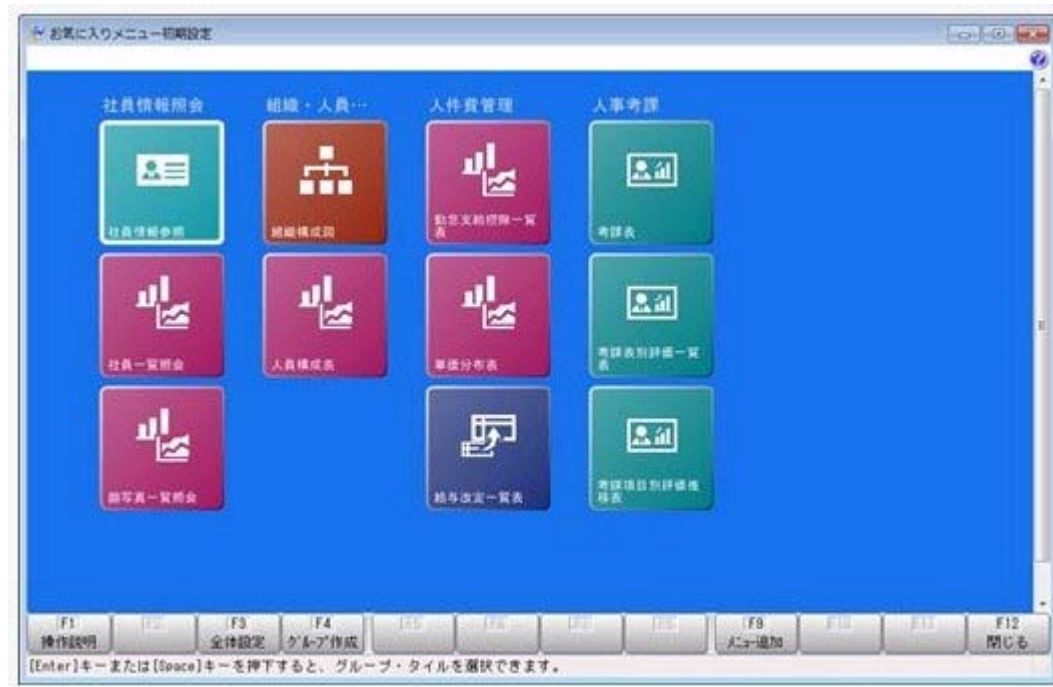 お気に入りメニュー初期設定
社員情報照会
組織・人員…
人件費管理
人事考課
社員情報参照
組織構成図
勤怠支給控除一覧
表
考課表
社員一覧照会
人員構成表
単価分布表
考課表別評価一覧
表
顔写真一覧照会
給与改定一覧表
考課項目別評価推
移表
F1
操作説明
F2
F3
全体設定
F4
グループ作成
F5
F6
F7
F8
F9
メニュー追加
F10
F11
F12
閉じる
[Enter]キーまたは[Space]キーを押下すると、グループ・タイルを選択できます。